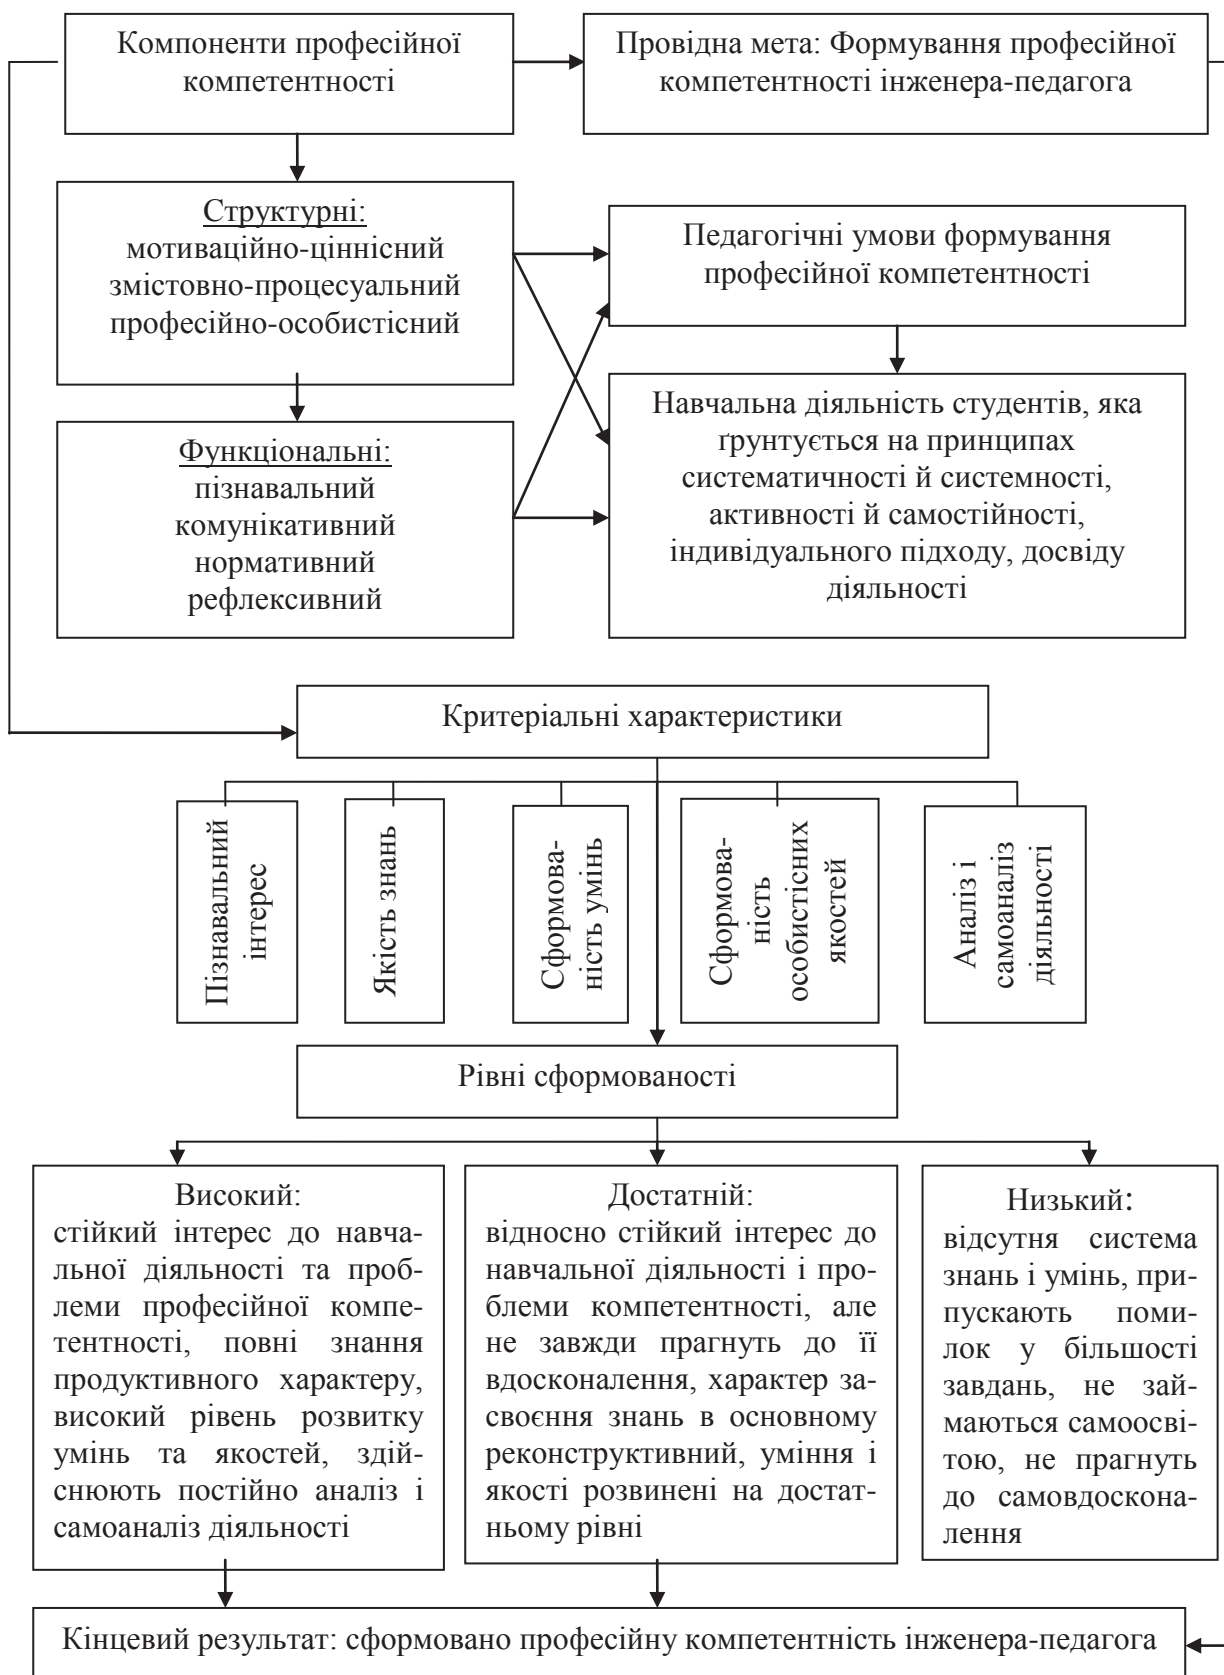 Компоненти професійної
компетентності
Провідна мета: Формування професійної
компетентності інженера-педагога
Структурні:
мотиваційно-ціннісний
змістовно-процесуальний
професійно-особистісний
Педагогічні умови формування
професійної компетентності
Функціональні:
пізнавальний
комунікативний
нормативний
рефлексивний
Навчальна діяльність студентів, яка
ґрунтується на принципах
систематичності й системності,
активності й самостійності,
індивідуального підходу, досвіду
діяльності
Критеріальні характеристики
Пізнавальний
інтерес
Якість знань
Сформова-
ність умінь
Сформова-
ність
особистісних
якостей
Аналіз і
самоаналіз
діяльності
Рівні сформованості
Високий:
стійкий інтерес до навча-
льної діяльності та проб-
леми професійної компе-
тентності, повні знання
продуктивного характеру,
високий рівень розвитку
умінь та якостей, здій-
снюють постійно аналіз і
самоаналіз діяльності
Достатній:
відносно стійкий інтерес до
навчальної діяльності і про-
блеми компетентності, але
не завжди прагнуть до її
вдосконалення, характер за-
своєння знань в основному
реконструктивний, уміння і
якості розвинені на достат-
ньому рівні
Низький:
відсутня система
знань і умінь, при-
пускають поми-
лок у більшості
завдань, не зай-
маються самоосві-
тою, не прагнуть
до самовдоскона-
лення
Кінцевий результат: сформовано професійну компетентність інженера-педагога